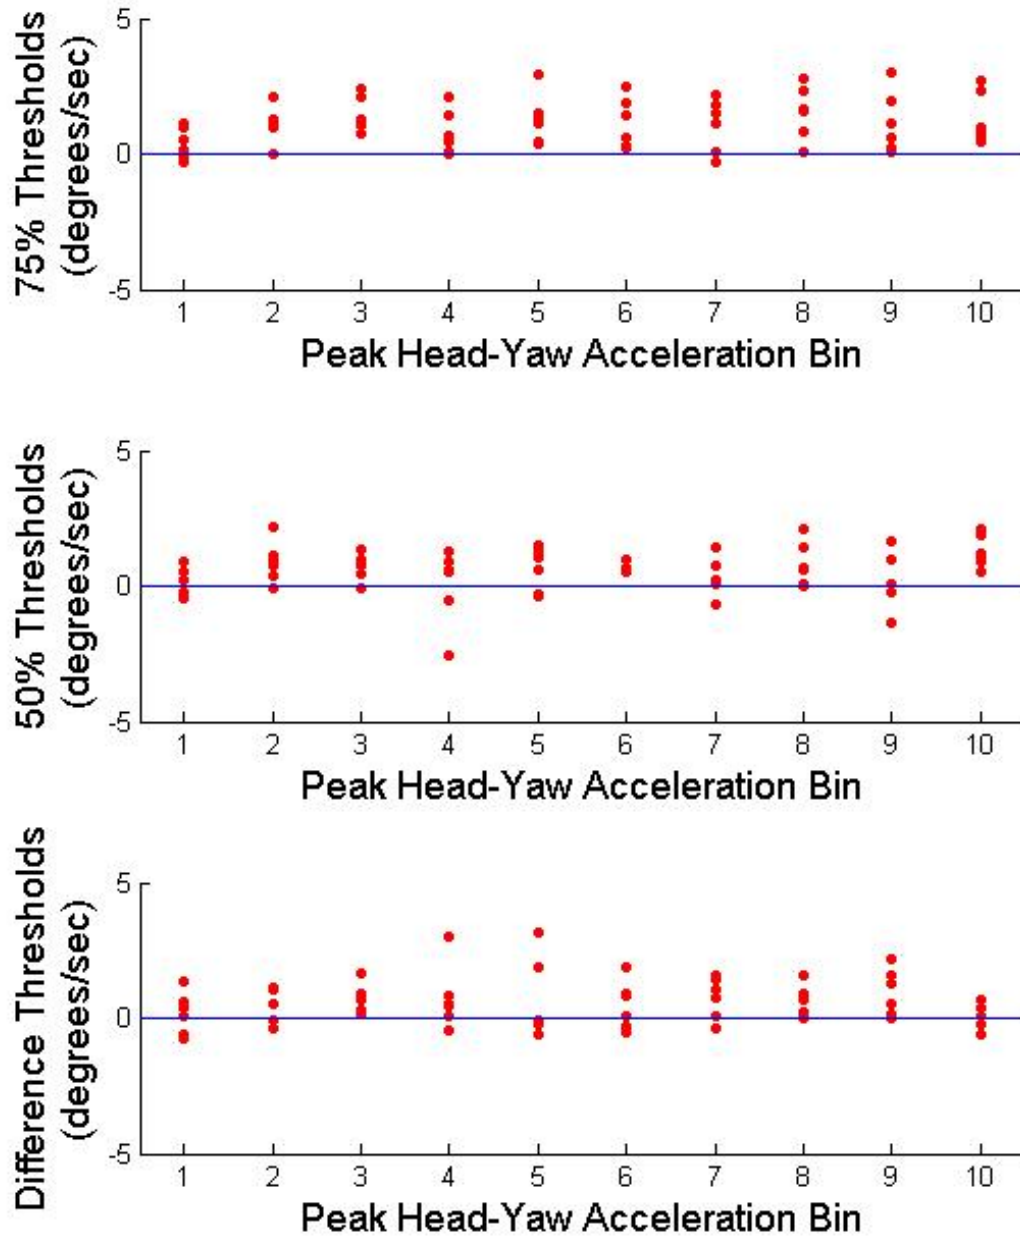 75% Thresholds
(degrees/sec)
5
0
-5
1 2 3 4 5 6 7 8 9 10
Peak Head-Yaw Acceleration Bin
50% Thresholds
(degrees/sec)
5
0
-5
1 2 3 4 5 6 7 8 9 10
Peak Head-Yaw Acceleration Bin
Difference Thresholds
(degrees/sec)
5
0
-5
1 2 3 4 5 6 7 8 9 10
Peak Head-Yaw Acceleration Bin